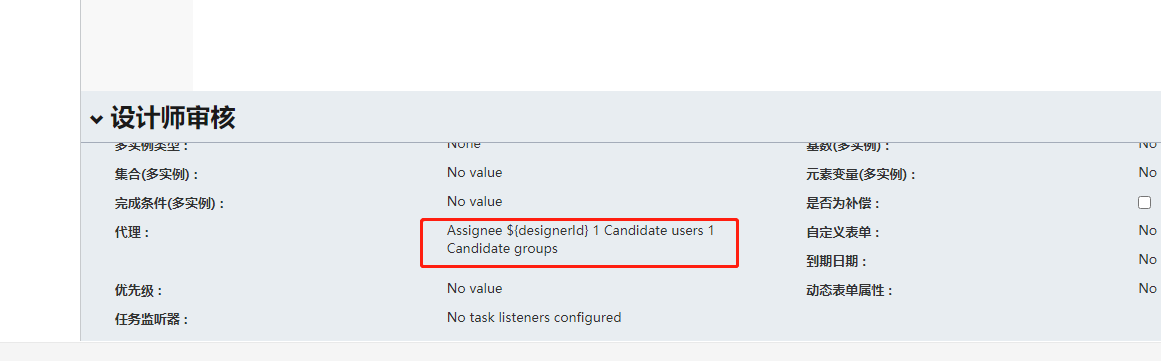 设计师审核
多实例类型： None 基数(多实例)： No
集合(多实例)： No value 元素变量(多实例)： No
完成条件(多实例)： No value 是否为补偿：
代理： Assignee ${designerId} 1 Candidate users 1 自定义表单： No
Candidate groups
到期日期： No
优先级： No value 动态表单属性： No
任务监听器： No task listeners configured